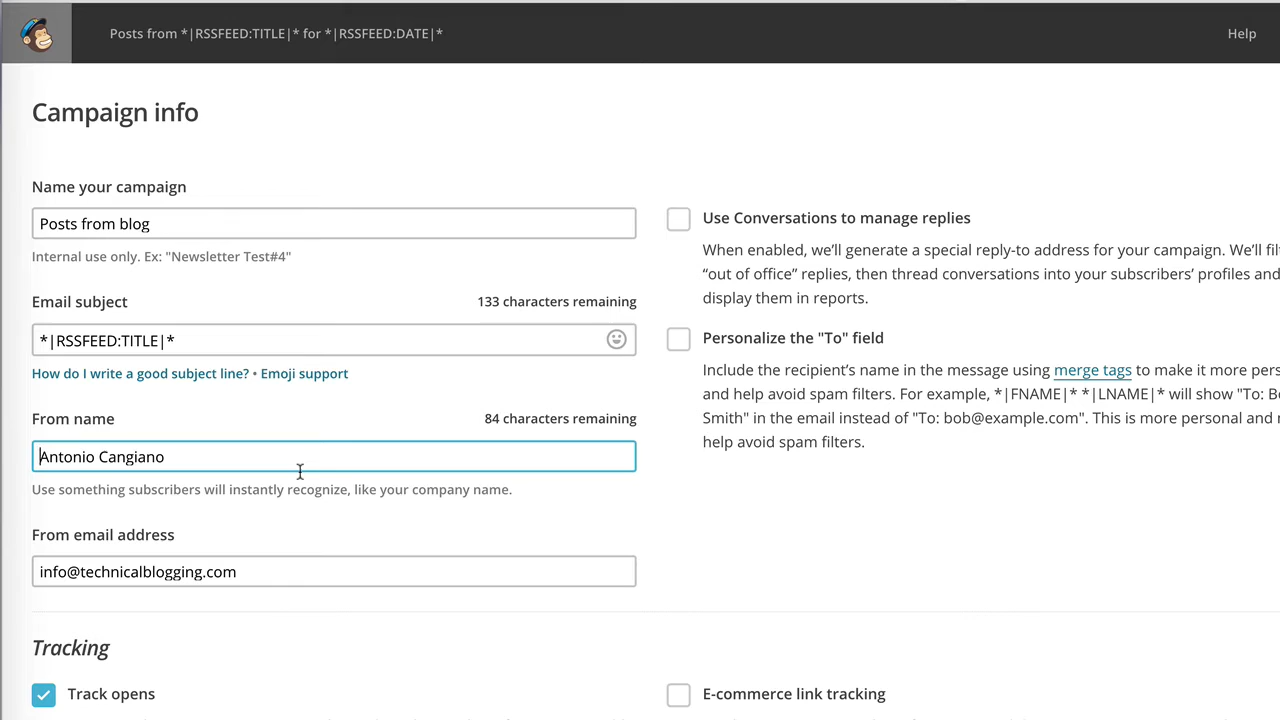 Posts from *|RSSFEED:TITLE|* for *|RSSFEED:DATE|*
Help
Campaign info
Name your campaign
Posts from blog
Internal use only. Ex: "Newsletter Test#4"
Email subject
133 characters remaining
*|RSSFEED:TITLE|*
How do I write a good subject line? • Emoji support
From name
84 characters remaining
Antonio Cangiano
Use something subscribers will instantly recognize, like your company name.
From email address
info@technicalblogging.com
Use Conversations to manage replies
When enabled, we'll generate a special reply-to address for your campaign. We'll
“out of office” replies, then thread conversations into your subscribers’ profiles and
display them in reports.
Personalize the "To" field
Include the recipient’s name in the message using merge tags to make it more
and help avoid spam filters. For example, *|FNAME|* *|LNAME|* will show "To:
Smith" in the email instead of "To: bob@example.com". This is more personal and
help avoid spam filters.
Tracking
Track opens
E-commerce link tracking